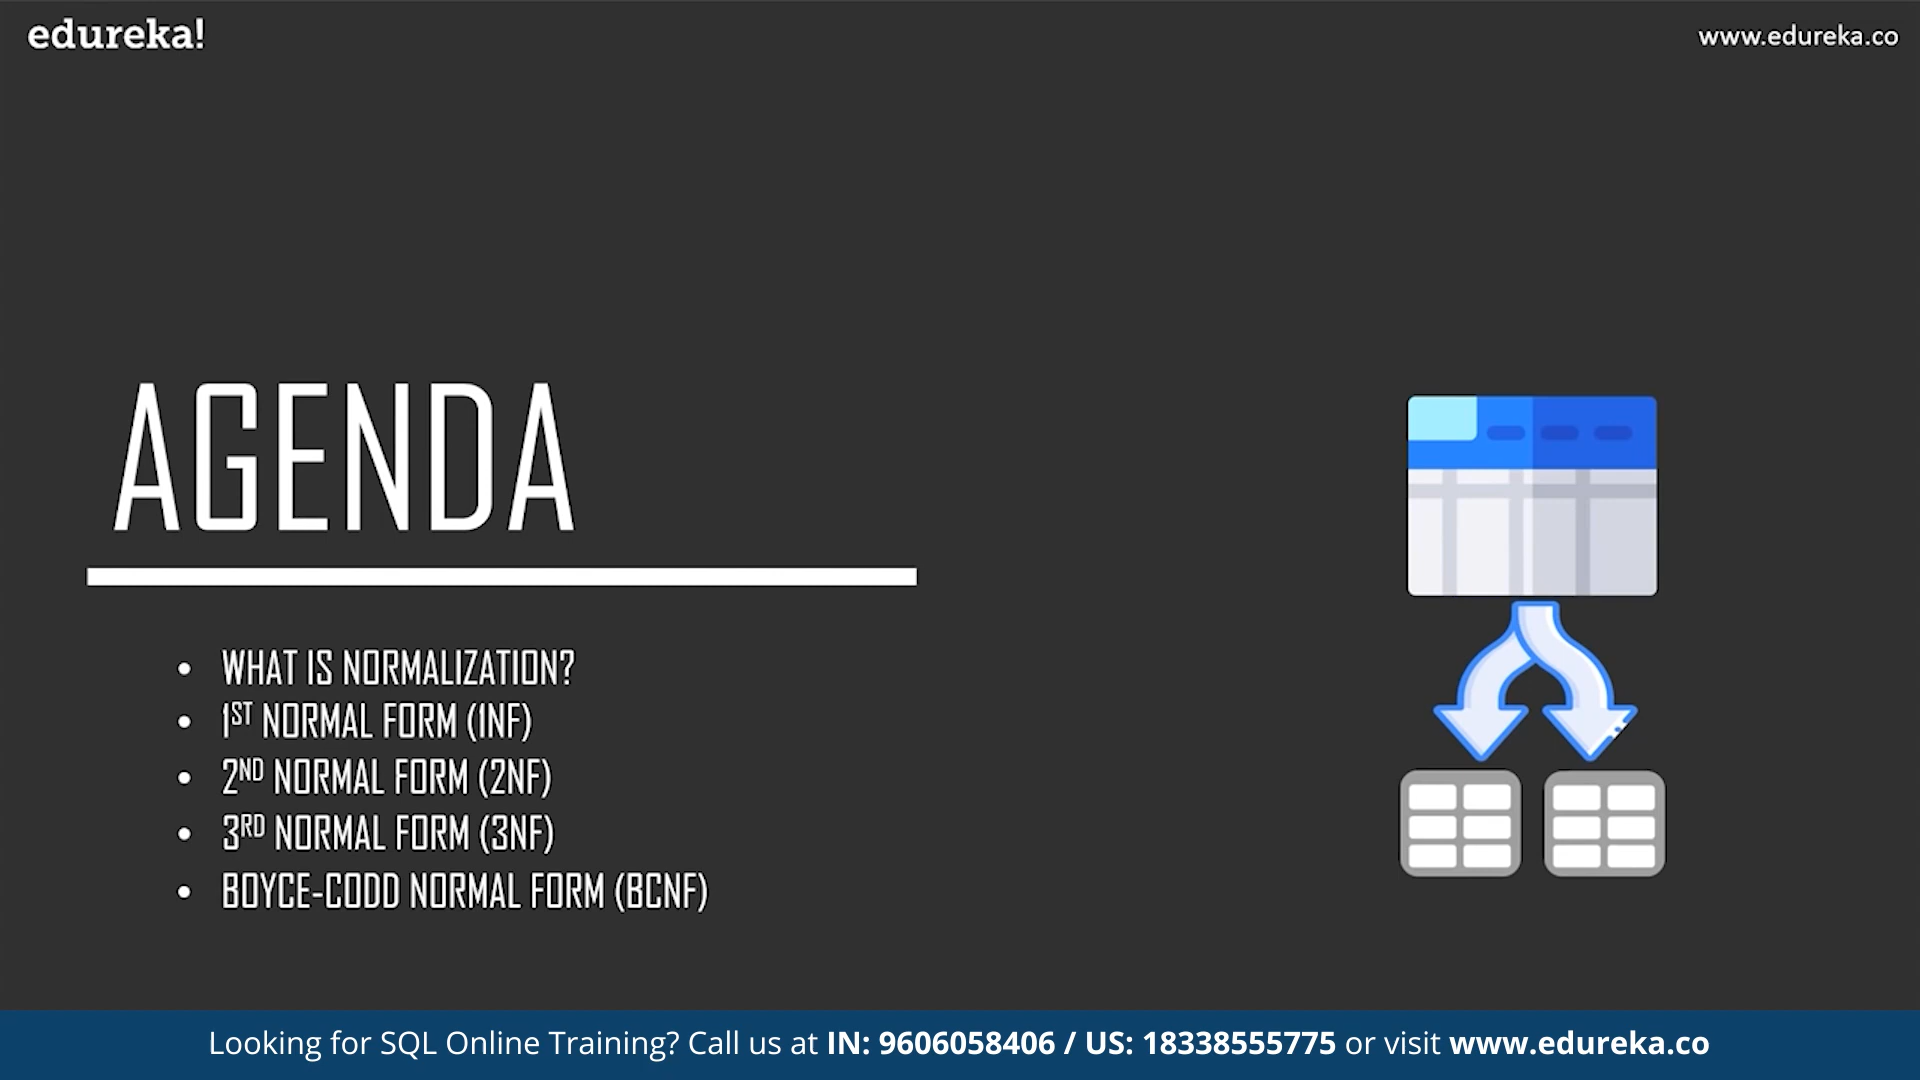 edureka!
www.edureka.co
AGENDA
• WHAT IS NORMALIZATION?
• 1ST NORMAL FORM (1NF)
• 2ND NORMAL FORM (2NF)
• 3RD NORMAL FORM (3NF)
• BOYCE-CODD NORMAL FORM (BCNF)
Looking for SQL Online Training? Call us at IN: 9606058406 / US: 18338555775 or visit www.edureka.co